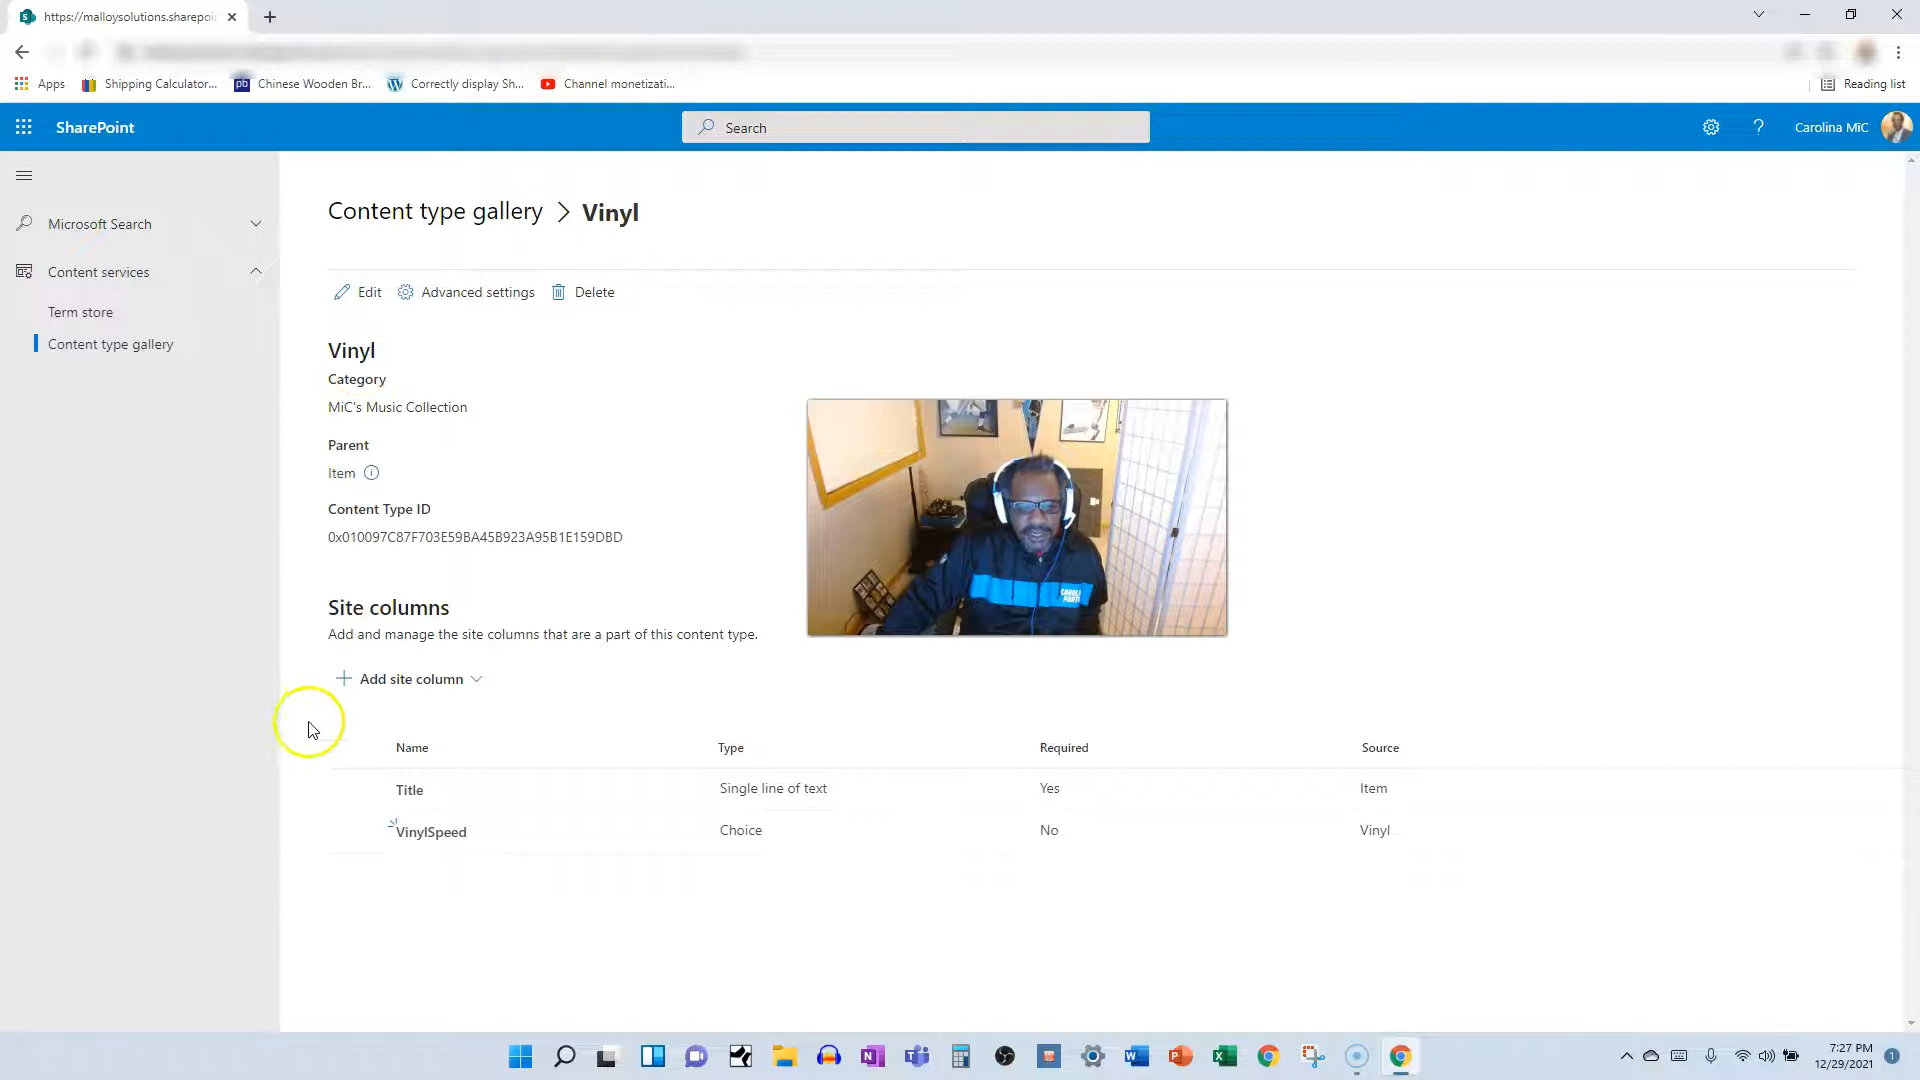 https://malloysolutions.sharepoi
Apps
Shipping Calculator...
pb
Chinese Wooden Br...
Correctly display Sh...
Channel monetizati...
Reading list
SharePoint
Search
?
Carolina MiC
Microsoft Search
Content services
Term store
Content type gallery
Content type gallery > Vinyl
Edit
Advanced settings
Delete
Vinyl
Category
MiC's Music Collection
Parent
Item
Content Type ID
0x010097C87F703E59BA45B923A95B1E159DBD
Site columns
Add and manage the site columns that are a part of this content type.
+ Add site column
Name Type Required Source
Title Single line of text Yes Item
VinylSpeed Choice No Vinyl
7:27 PM
12/29/2021
1